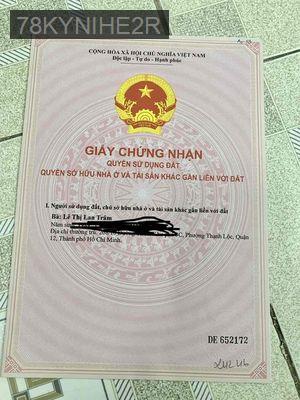 78KYNIHE2R
CỘNG HÒA XÃ HỘI CHỦ NGHĨA VIỆT NAM
Độc lập - Tự do - Hạnh phúc
GIẤY CHỨNG NHẬN
QUYỀN SỬ DỤNG ĐẤT
QUYỀN SỞ HỮU NHÀ Ở VÀ TÀI SẢN KHÁC GẮN LIỀN VỚI ĐẤT
I. Người sử dụng đất, chủ sở hữu nhà ở và tài sản khác gắn liền với đất
Bà: Lê Thị Lan Trâm
Năm sinh
Địa chỉ thường trú: C, Phường Thạnh Lộc, Quận
12, Thành phố Hồ Chí Minh.
DE 652172